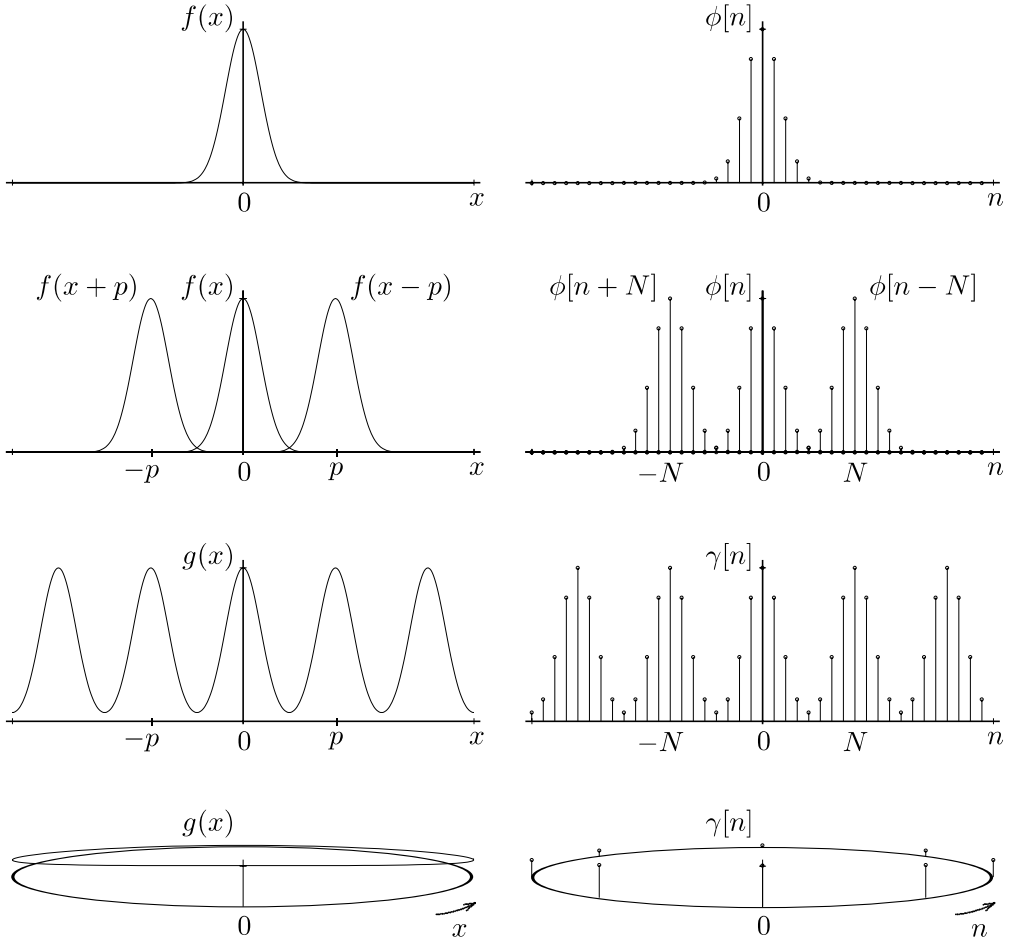 f(x) ϕ[n]
0 x 0 n
f(x + p) f(x) f(x − p) ϕ[n + N] ϕ[n] ϕ[n − N]
−p 0 p x −N 0 N n
g(x) γ[n]
−p 0 p x −N 0 N n
g(x) γ[n]
0 x 0 n